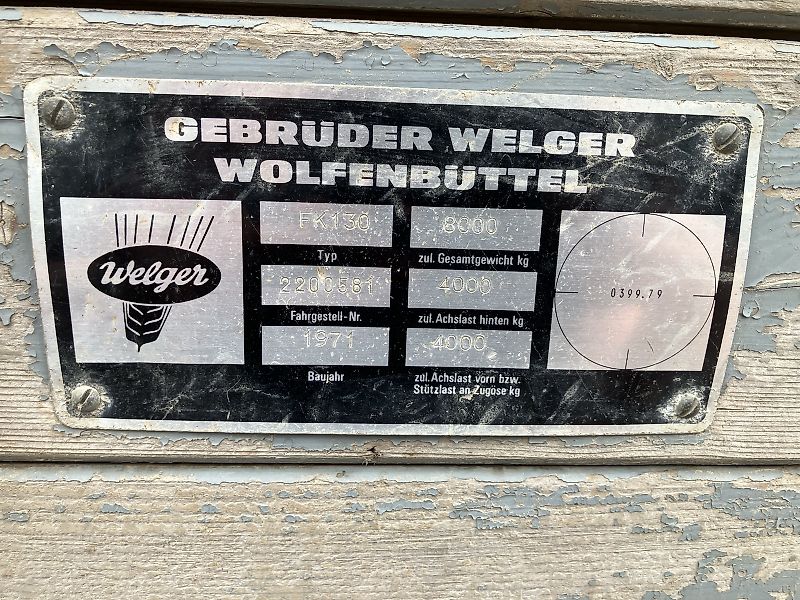 GEBRÜDER WELGER
WOLFENBÜTTEL
Welger
FK130
Typ
2200581
Fahrgestell-Nr.
1971
Baujahr
8000
zul. Gesamtgewicht kg
4000
zul. Achslast hinten kg
4000
zul. Achslast vorn bzw.
Stützlast an Zugöse kg
0399.79